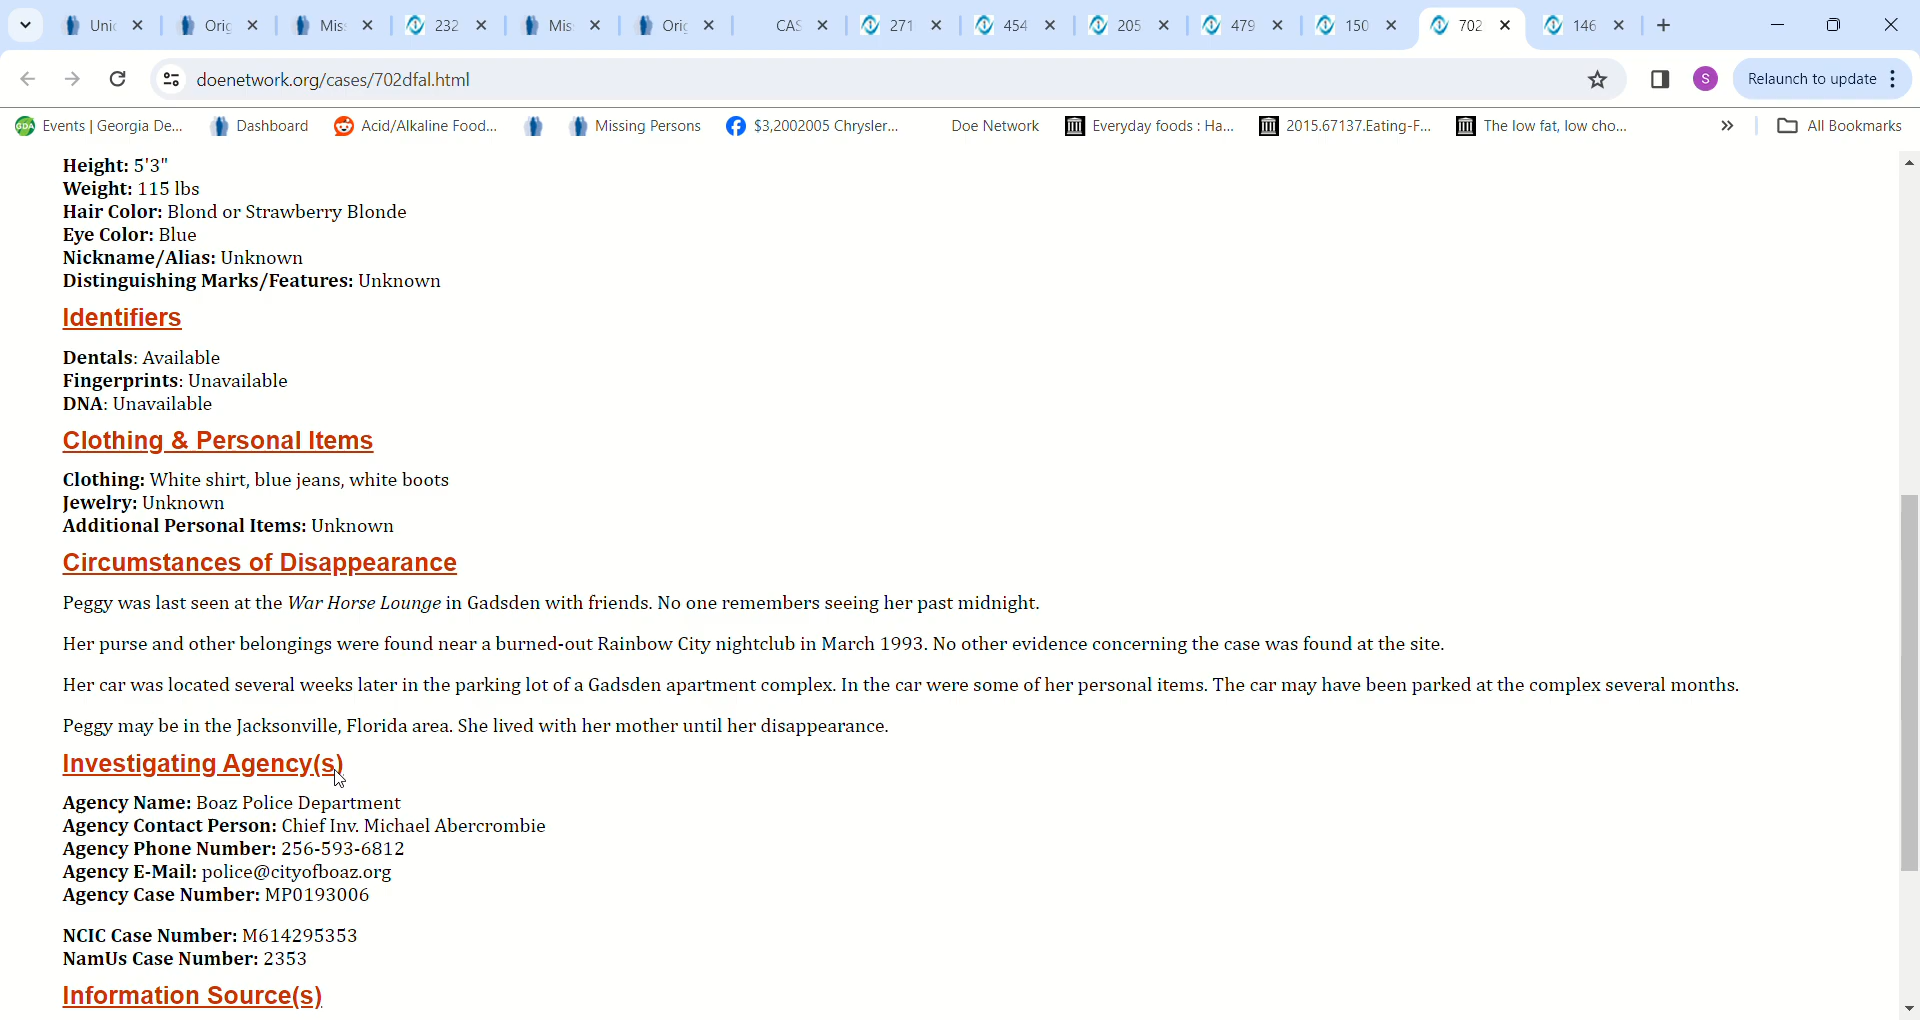 Unic
Orig
Miss
232
Mis
Orig
CAS
271
454
205
479
150
702
146
doenetwork.org/cases/702dfal.html
S
Relaunch to update
Events | Georgia De...
Dashboard
Acid/Alkaline Food...
Missing Persons
$3,2002005 Chrysler...
Doe Network
Everyday foods : Ha...
2015.67137.Eating-F...
The low fat, low cho...
All Bookmarks
Height: 5'3"
Weight: 115 lbs
Hair Color: Blond or Strawberry Blonde
Eye Color: Blue
Nickname/Alias: Unknown
Distinguishing Marks/Features: Unknown
Identifiers
Dentals: Available
Fingerprints: Unavailable
DNA: Unavailable
Clothing & Personal Items
Clothing: White shirt, blue jeans, white boots
Jewelry: Unknown
Additional Personal Items: Unknown
Circumstances of Disappearance
Peggy was last seen at the War Horse Lounge in Gadsden with friends. No one remembers seeing her past midnight.
Her purse and other belongings were found near a burned-out Rainbow City nightclub in March 1993. No other evidence concerning the case was found at the site.
Her car was located several weeks later in the parking lot of a Gadsden apartment complex. In the car were some of her personal items. The car may have been parked at the complex several months.
Peggy may be in the Jacksonville, Florida area. She lived with her mother until her disappearance.
Investigating Agency(s)
Agency Name: Boaz Police Department
Agency Contact Person: Chief Inv. Michael Abercrombie
Agency Phone Number: 256-593-6812
Agency E-Mail: police@cityofboaz.org
Agency Case Number: MP0193006
NCIC Case Number: M614295353
NamUs Case Number: 2353
Information Source(s)